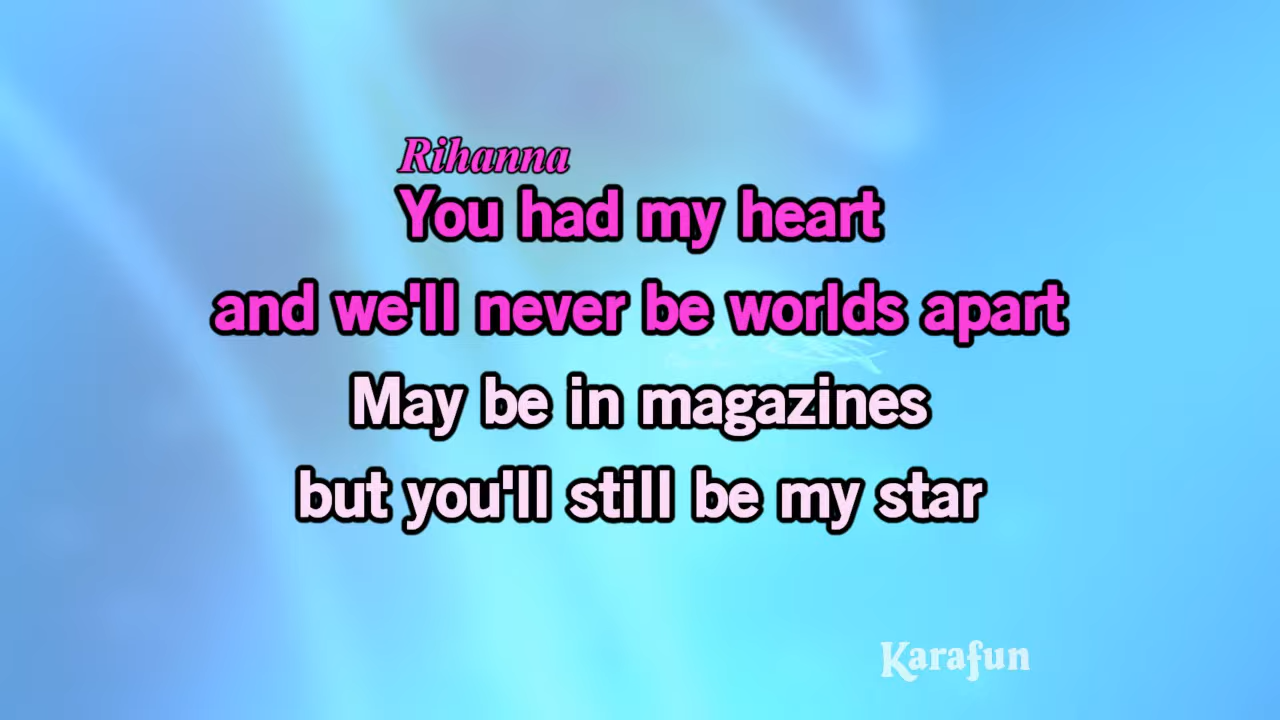 Rihanna
You had my heart
and we'll never be worlds apart
May be in magazines
but you'll still be my star
Karafun